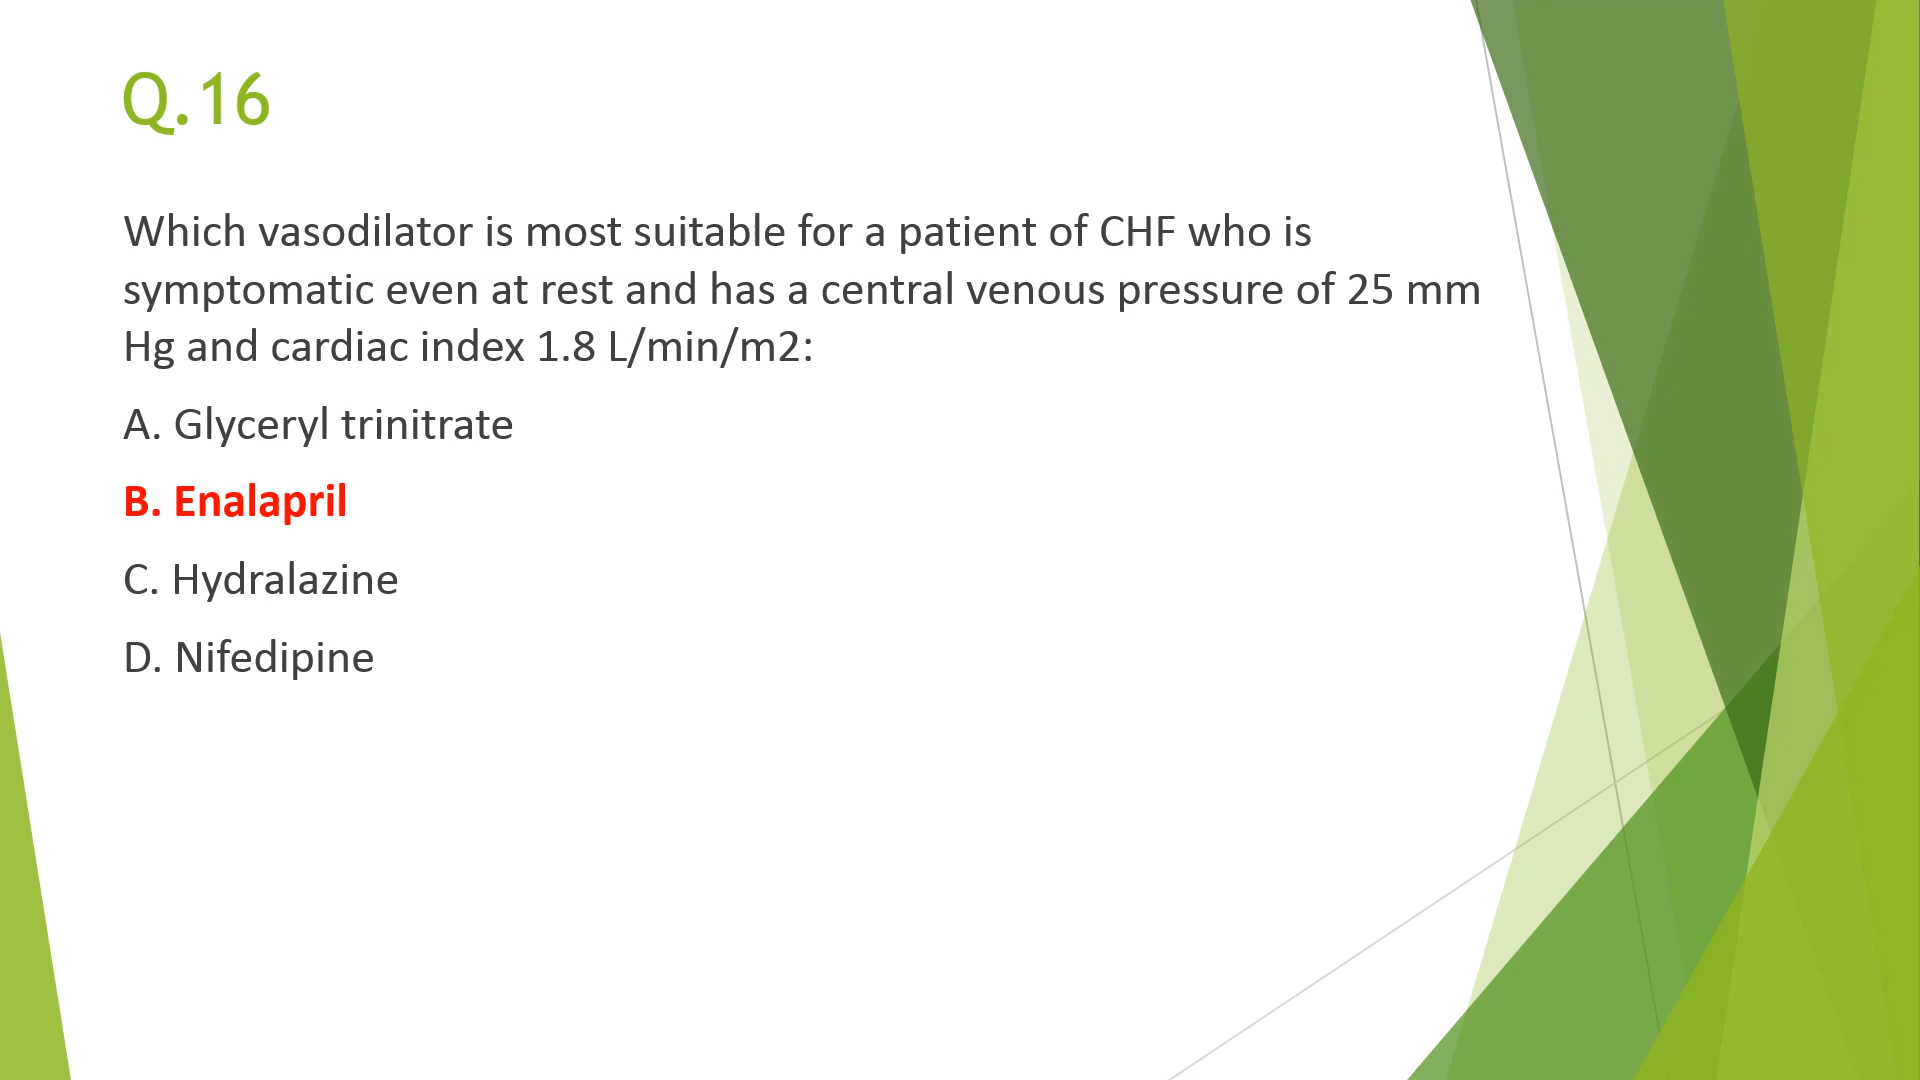 Q.16
Which vasodilator is most suitable for a patient of CHF who is
symptomatic even at rest and has a central venous pressure of 25 mm
Hg and cardiac index 1.8 L/min/m2:
A. Glyceryl trinitrate
B. Enalapril
C. Hydralazine
D. Nifedipine